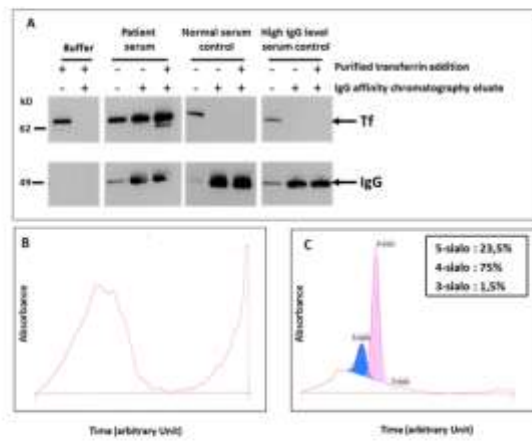 A
Buffer
Patient
serum
Normal serum
control
High IgG level
serum control
+ + - - + - - + - - +
Purified transferrin addition
- + - + + - + + - + +
IgG affinity chromatography eluate
kD
62
Tf
49
IgG
B
Absorbance
Time (arbitrary Unit)
C
5-sialo : 23,5%
4-sialo : 75%
3-sialo : 1,5%
Absorbance
Time (arbitrary Unit)